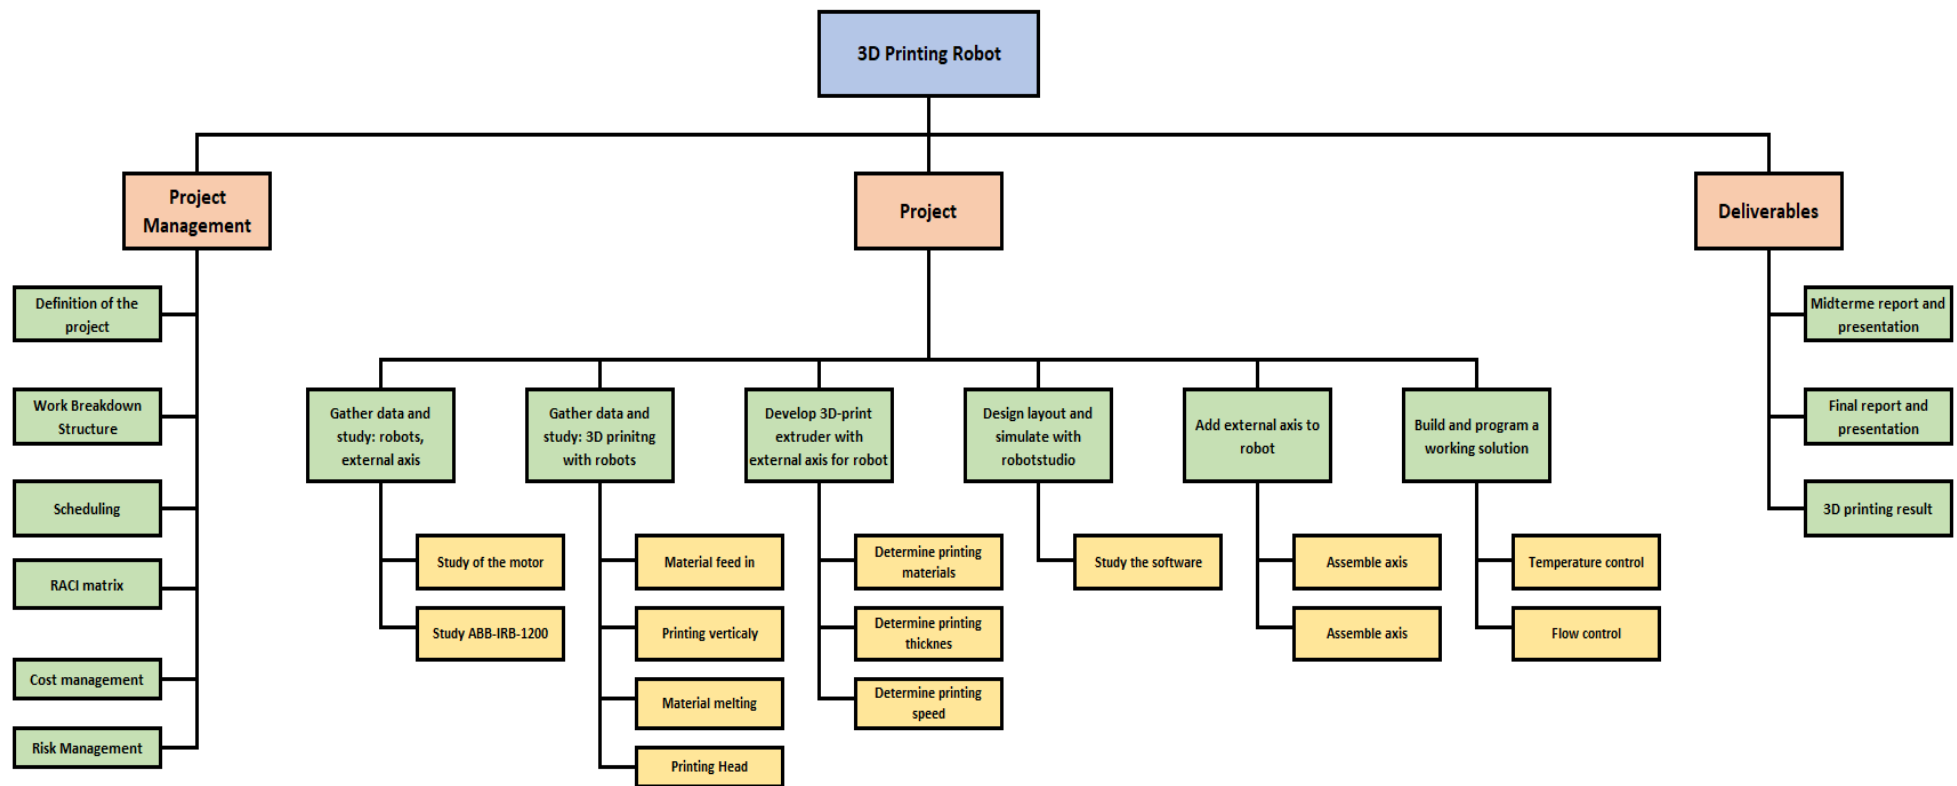 3D Printing Robot
Project
Management
Project
Deliverables
Definition of the
project
Work Breakdown
Structure
Scheduling
RACI matrix
Cost management
Risk Management
Gather data and
study: robots,
external axis
Study of the motor
Study ABB-IRB-1200
Gather data and
study: 3D prinitng
with robots
Material feed in
Printing verticaly
Material melting
Printing Head
Develop 3D-print
extruder with
external axis for robot
Determine printing
materials
Determine printing
thicknes
Determine printing
speed
Design layout and
simulate with
robotstudio
Study the software
Add external axis to
robot
Assemble axis
Assemble axis
Build and program a
working solution
Temperature control
Flow control
Midterme report and
presentation
Final report and
presentation
3D printing result